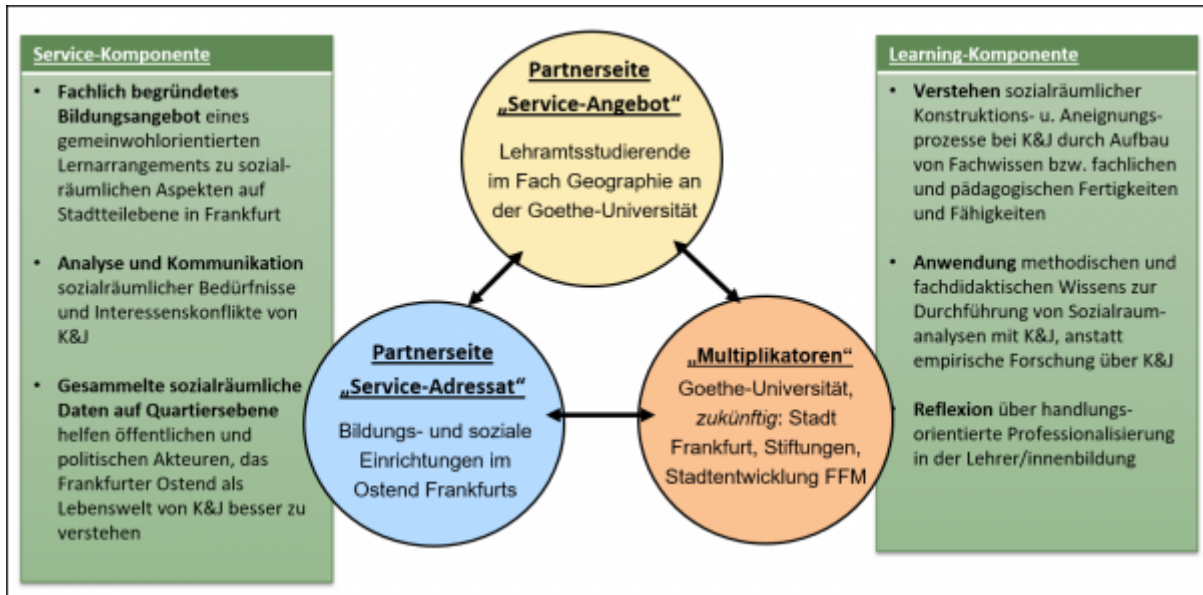 Service-Komponente
• Fachlich begründetes
Bildungsangebot eines
gemeinwohlorientierten
Lernarrangements zu sozial-
räumlichen Aspekten auf
Stadtteilebene in Frankfurt
• Analyse und Kommunikation
sozialräumlicher Bedürfnisse
und Interessenskonflikte von
K&J
• Gesammelte sozialräumliche
Daten auf Quartiersebene
helfen öffentlichen und
politischen Akteuren, das
Frankfurter Ostend als
Lebenswelt von K&J besser zu
verstehen
Partnerseite
„Service-Angebot“
Lehramtsstudierende
im Fach Geographie an
der Goethe-Universität
Partnerseite
„Service-Adressat“
Bildungs- und soziale
Einrichtungen im
Ostend Frankfurts
„Multiplikatoren“
Goethe-Universität,
zukünftig: Stadt
Frankfurt, Stiftungen,
Stadtentwicklung FFM
Learning-Komponente
• Verstehen sozialräumlicher
Konstruktions- u. Aneignungs-
prozesse bei K&J durch Aufbau
von Fachwissen bzw. fachlichen
und pädagogischen Fertigkeiten
und Fähigkeiten
• Anwendung methodischen und
fachdidaktischen Wissens zur
Durchführung von Sozialraum-
analysen mit K&J, anstatt
empirische Forschung über K&J
• Reflexion über handlungs-
orientierte Professionalisierung
in der Lehrer/innenbildung